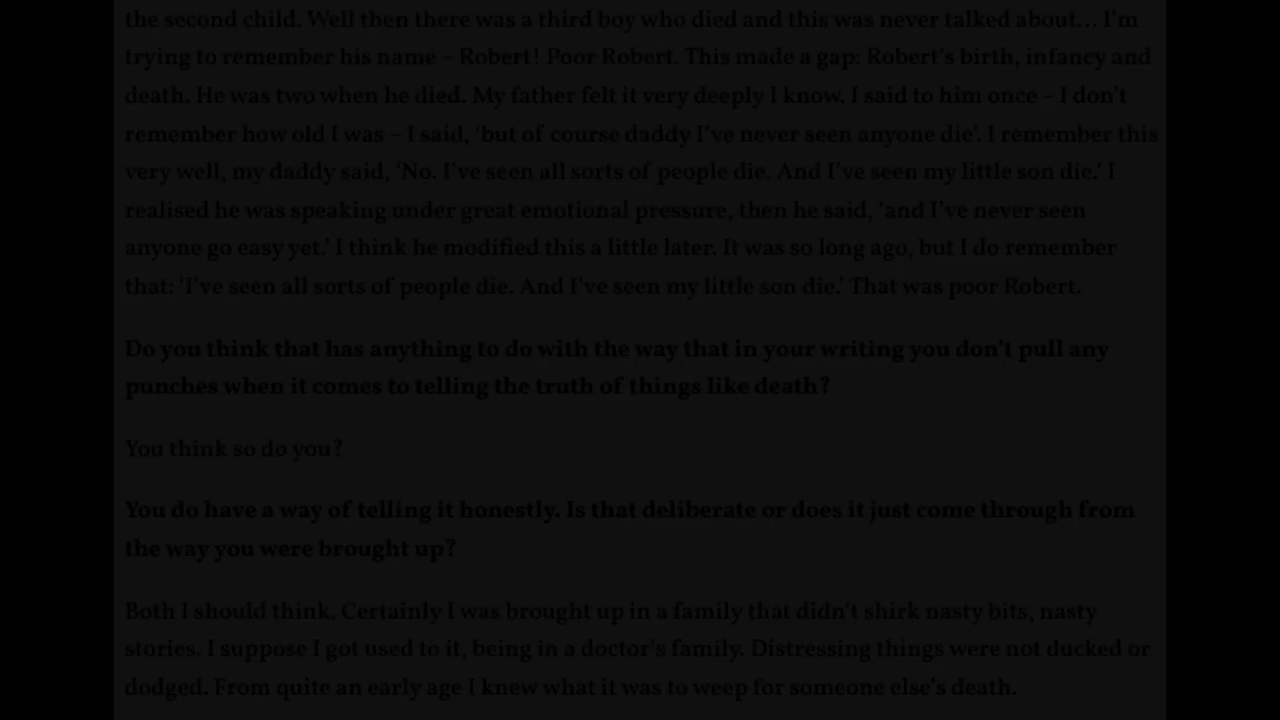 the second child. Well then there was a third boy who died and this was never talked about… I'm
trying to remember his name – Robert! Poor Robert. This made a gap: Robert's birth, infancy and
death. He was two when he died. My father felt it very deeply I know. I said to him once – I don't
remember how old I was – I said, 'but of course daddy I've never seen anyone die'. I remember this
very well, my daddy said, 'No. I've seen all sorts of people die. And I've seen my little son die.' I
realised he was speaking under great emotional pressure, then he said, 'and I've never seen
anyone go easy yet.' I think he modified this a little later. It was so long ago, but I do remember
that: 'I've seen all sorts of people die. And I've seen my little son die.' That was poor Robert.
Do you think that has anything to do with the way that in your writing you don't pull any
punches when it comes to telling the truth of things like death?
You think so do you?
You do have a way of telling it honestly. Is that deliberate or does it just come through from
the way you were brought up?
Both I should think. Certainly I was brought up in a family that didn't shirk nasty bits, nasty
stories. I suppose I got used to it, being in a doctor's family. Distressing things were not ducked or
dodged. From quite an early age I knew what it was to weep for someone else's death.